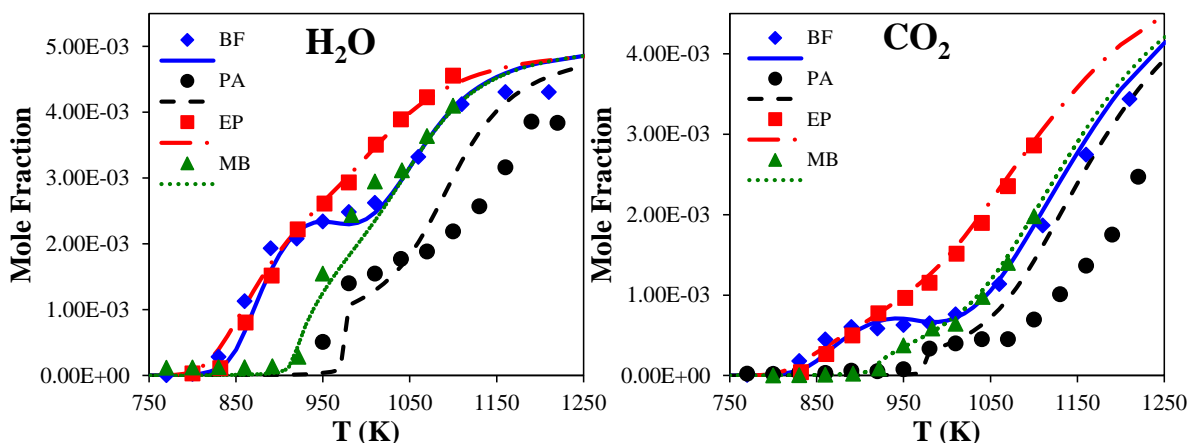 H2O
5.00E-03
4.00E-03
3.00E-03
2.00E-03
1.00E-03
0.00E+00
Mole Fraction
BF
PA
EP
MB
750 850 950 1050 1150 1250
T (K)
CO2
4.00E-03
3.00E-03
2.00E-03
1.00E-03
0.00E+00
Mole Fraction
BF
PA
EP
MB
750 850 950 1050 1150 1250
T (K)